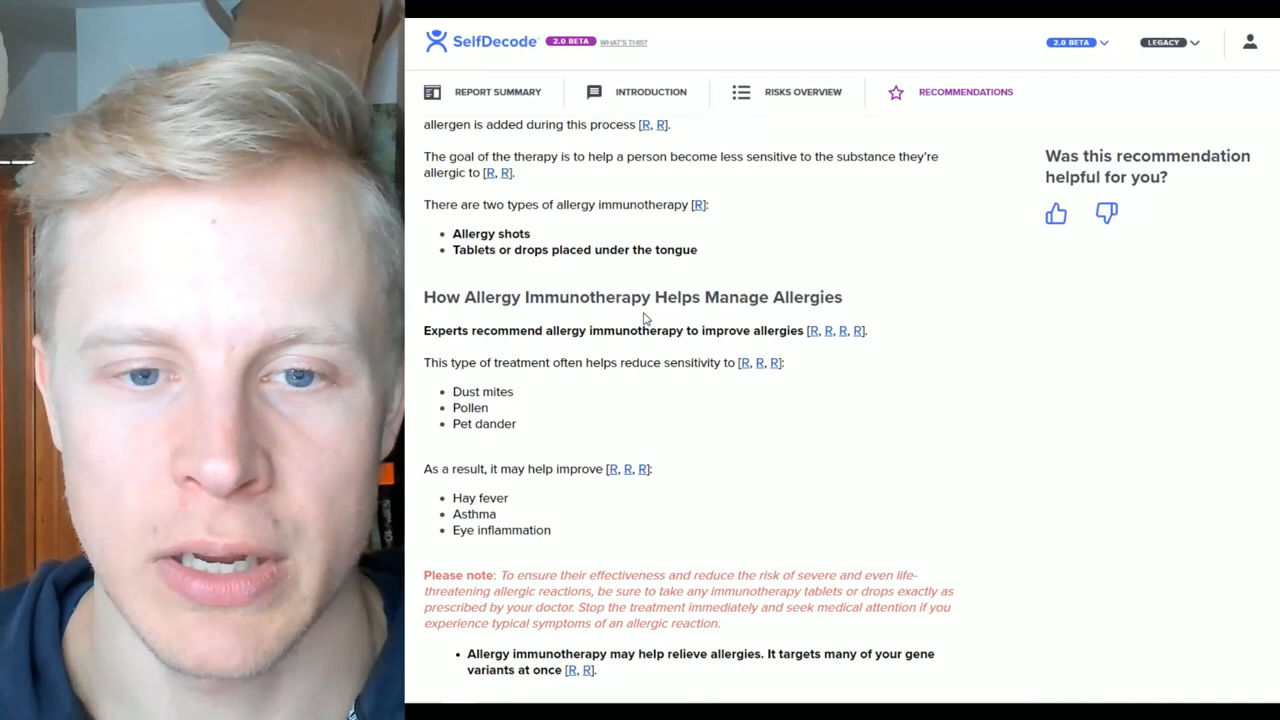 SelfDecode 2.0 BETA WHAT'S THIS? 2.0 BETA LEGACY
REPORT SUMMARY INTRODUCTION RISKS OVERVIEW RECOMMENDATIONS
allergen is added during this process [R, R].
The goal of the therapy is to help a person become less sensitive to the substance they're
allergic to [R, R].
There are two types of allergy immunotherapy [R]:
• Allergy shots
• Tablets or drops placed under the tongue
How Allergy Immunotherapy Helps Manage Allergies
Experts recommend allergy immunotherapy to improve allergies [R, R, R, R].
This type of treatment often helps reduce sensitivity to [R, R, R]:
• Dust mites
• Pollen
• Pet dander
As a result, it may help improve [R, R, R]:
• Hay fever
• Asthma
• Eye inflammation
Please note: To ensure their effectiveness and reduce the risk of severe and even life-
threatening allergic reactions, be sure to take any immunotherapy tablets or drops exactly as
prescribed by your doctor. Stop the treatment immediately and seek medical attention if you
experience typical symptoms of an allergic reaction.
• Allergy immunotherapy may help relieve allergies. It targets many of your gene
variants at once [R, R].
Was this recommendation
helpful for you?